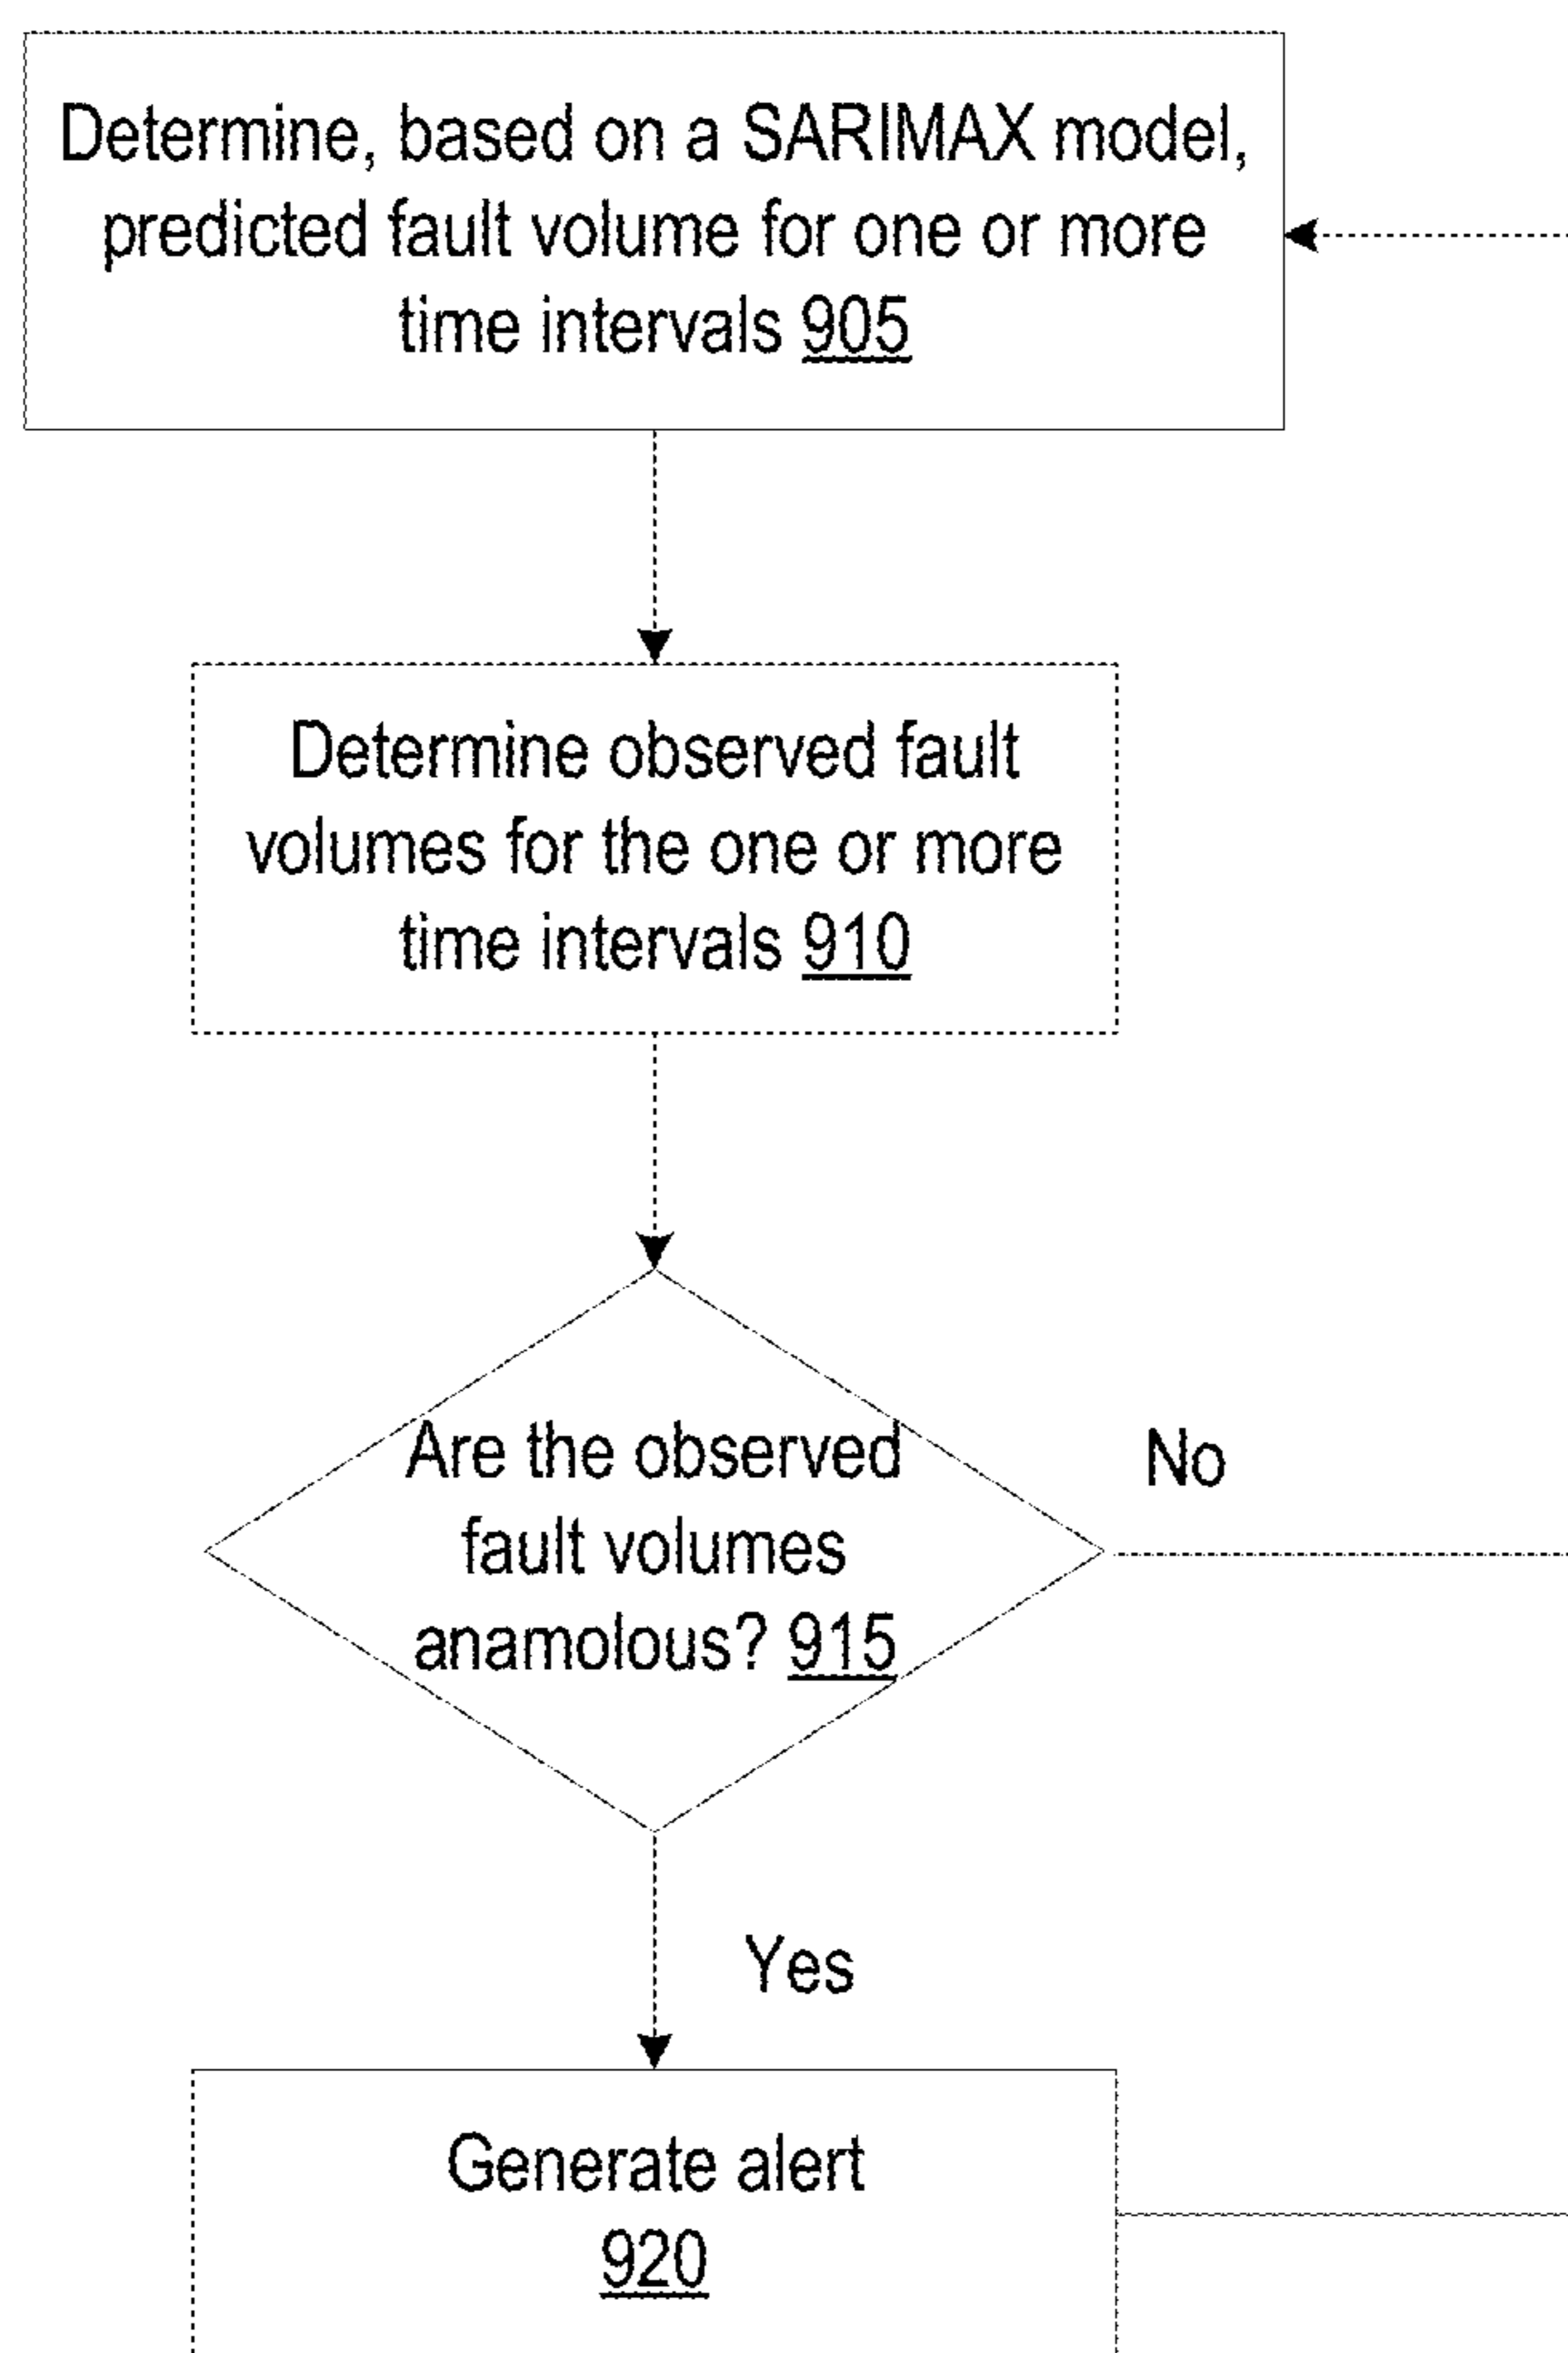 Determine, based on a SARIMAX model,
predicted fault volume for one or more
time intervals 905
Determine observed fault
volumes for the one or more
time intervals 910
Are the observed
fault volumes
anamolous? 915
No
Yes
Generate alert
920